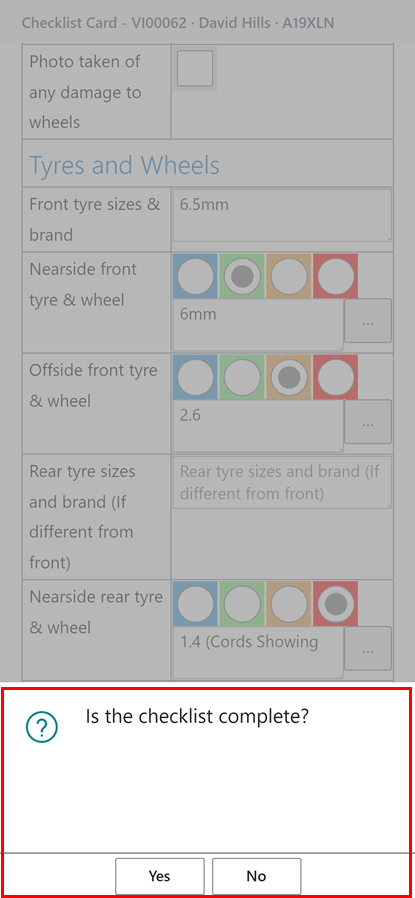 Checklist Card - VI00062 · David Hills · A19XLN
Photo taken of
any damage to
wheels
Tyres and Wheels
Front tyre sizes &
brand
6.5mm
Nearside front
tyre & wheel
6mm
...
Offside front tyre
& wheel
2.6
...
Rear tyre sizes
and brand (If
different from
front)
Rear tyre sizes and brand (If
different from front)
Nearside rear tyre
& wheel
1.4 (Cords Showing
...
?
Is the checklist complete?
Yes
No